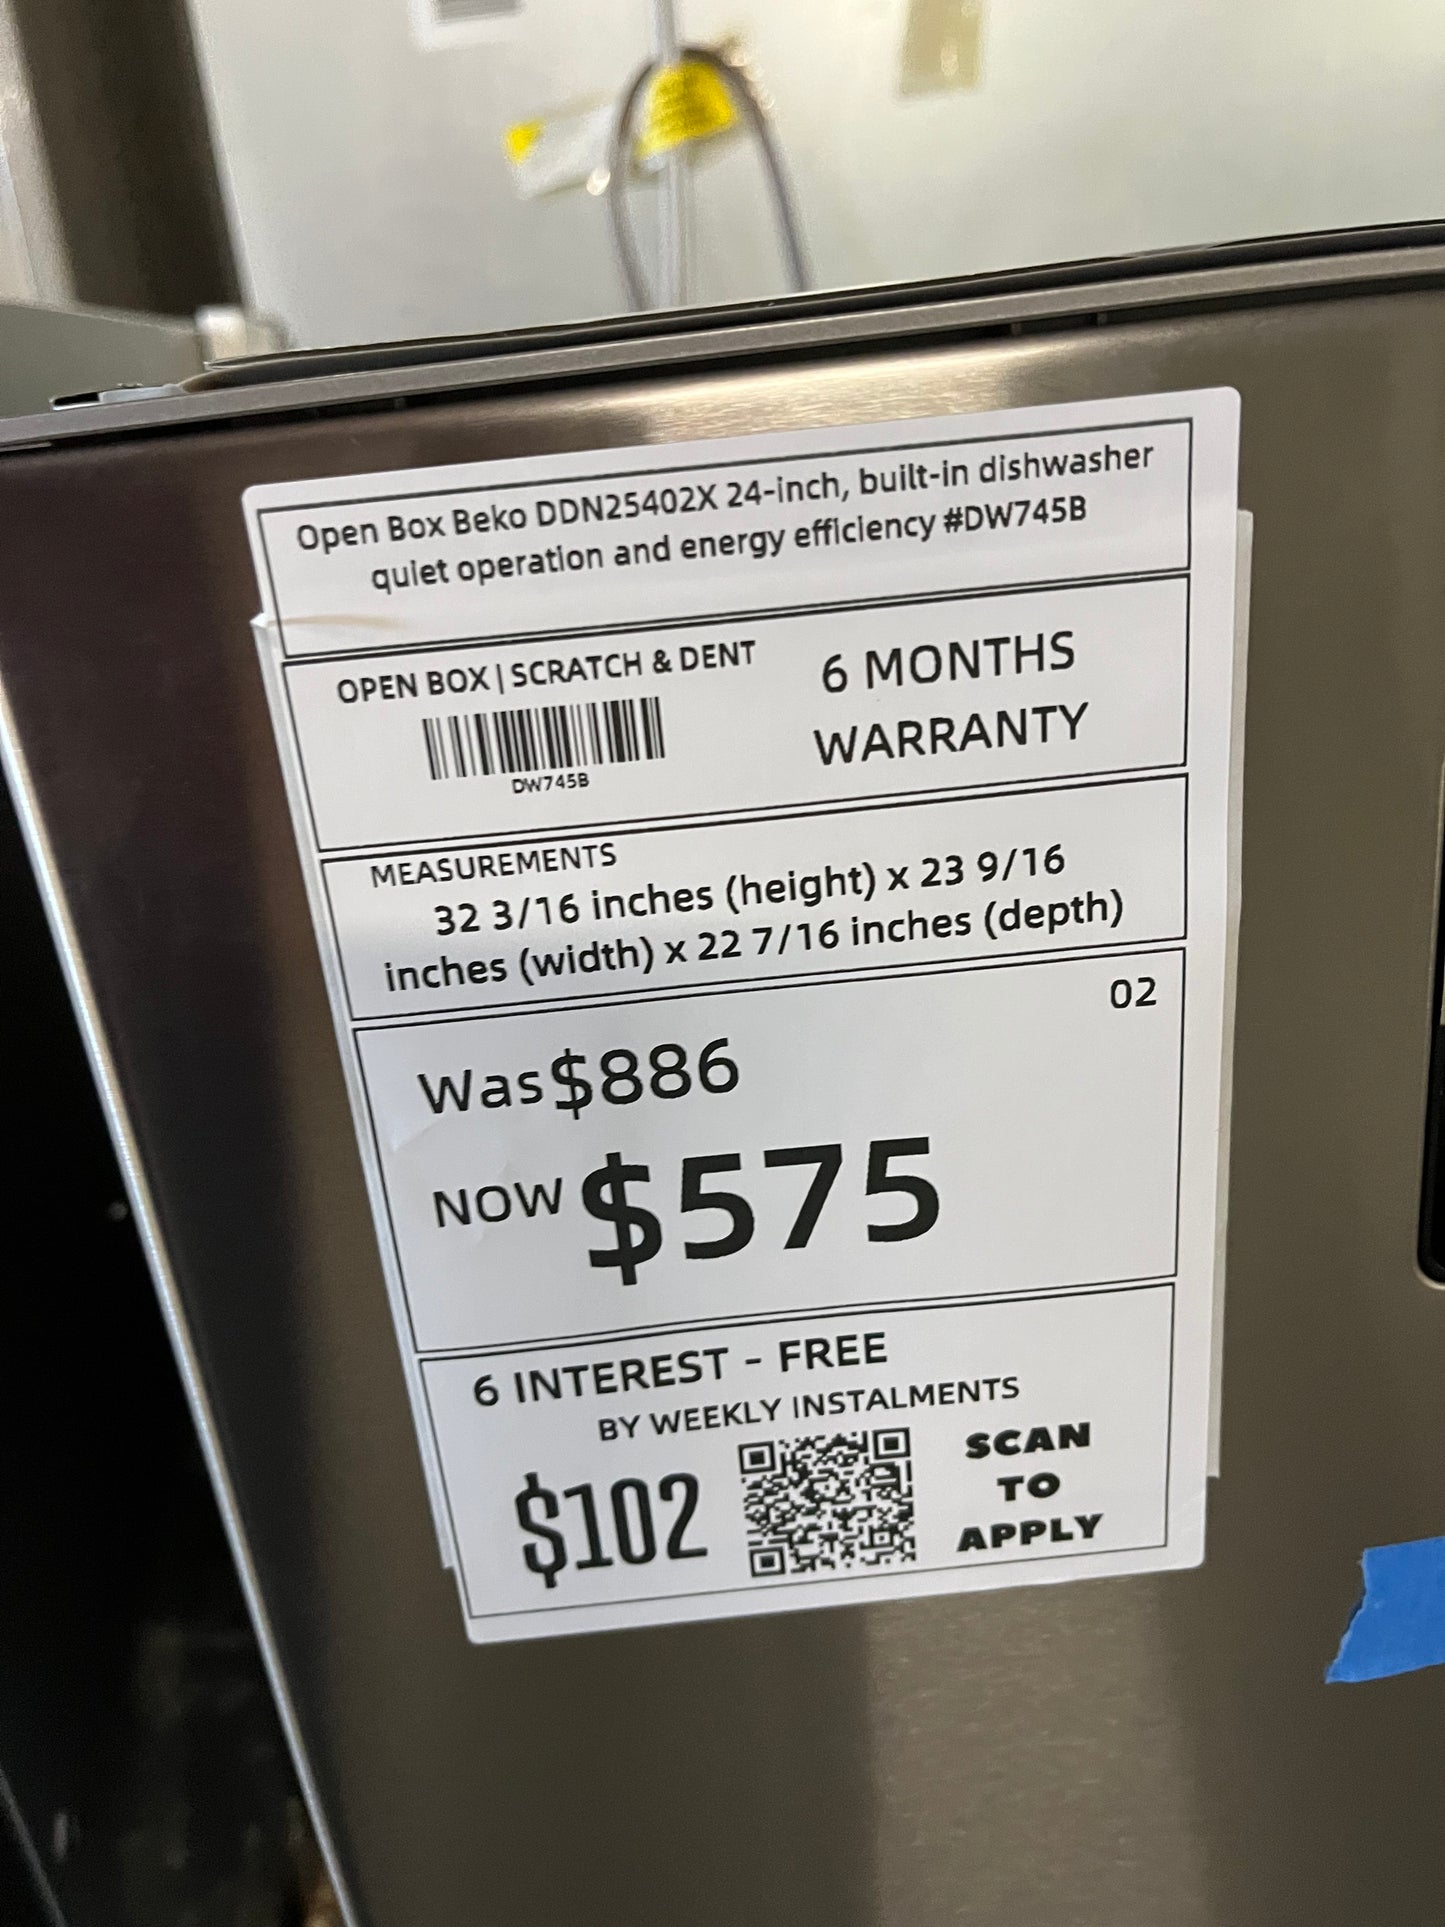 Open Box Beko DDN25402X 24-inch, built-in dishwasher
quiet operation and energy efficiency #DW745B
OPEN BOX | SCRATCH & DENT
DW745B
6 MONTHS
WARRANTY
MEASUREMENTS
32 3/16 inches (height) x 23 9/16
inches (width) x 22 7/16 inches (depth)
02
Was $886
NOW $575
6 INTEREST - FREE
BY WEEKLY INSTALMENTS
$102
SCAN
TO
APPLY